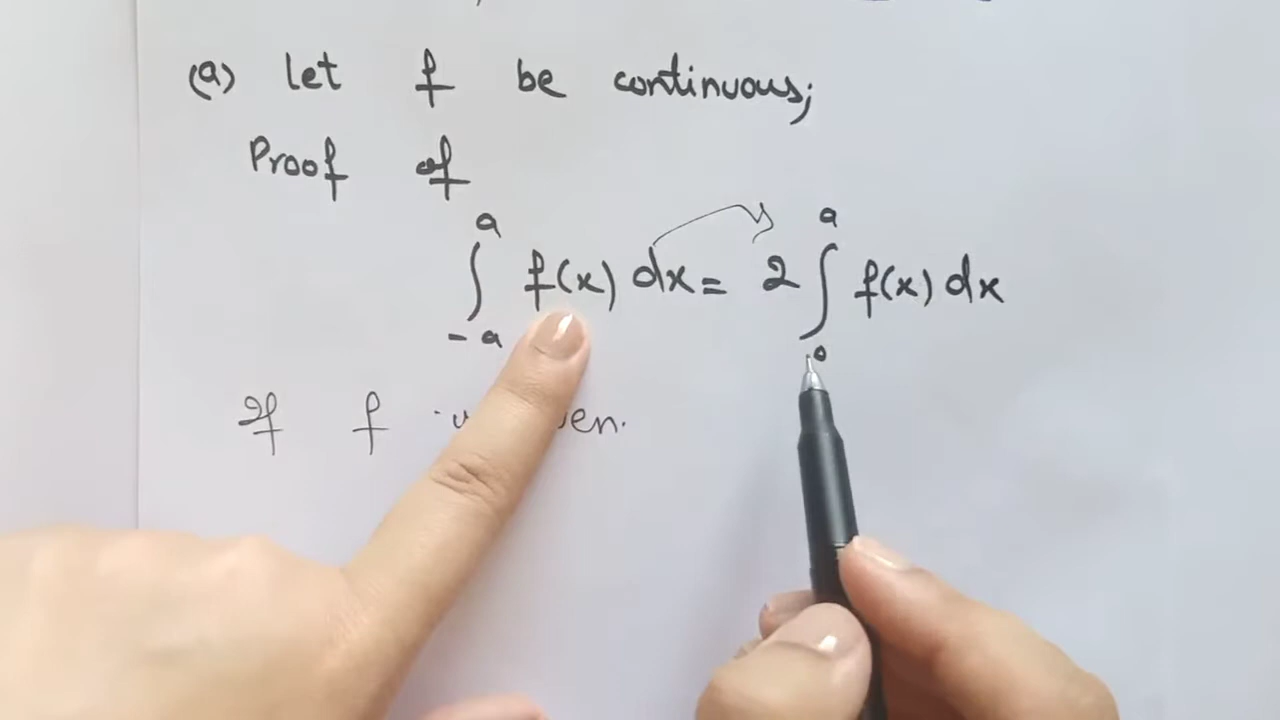 (a) Let f be continuous;
Proof of
∫_{-a}^{a} f(x) dx = 2 ∫_{0}^{a} f(x) dx
If f